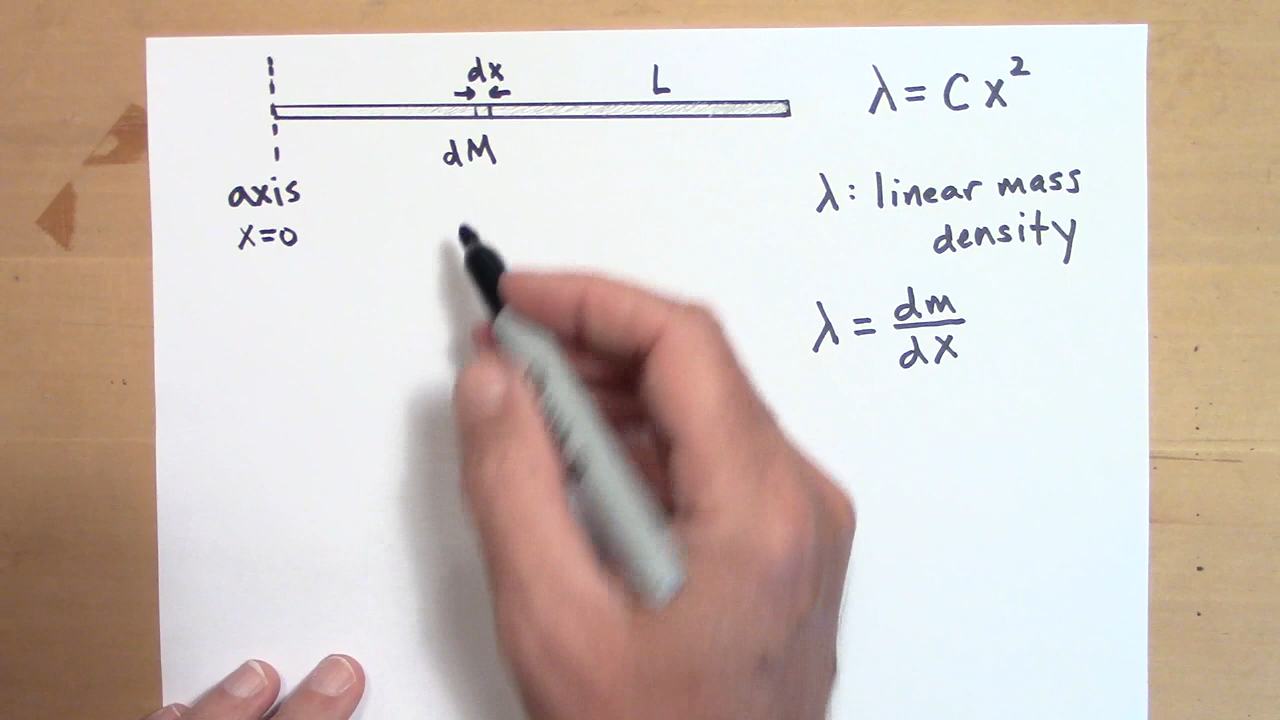 dx
L
dM
axis
x=0
λ = C x²
λ: linear mass
density
λ = dm/dx